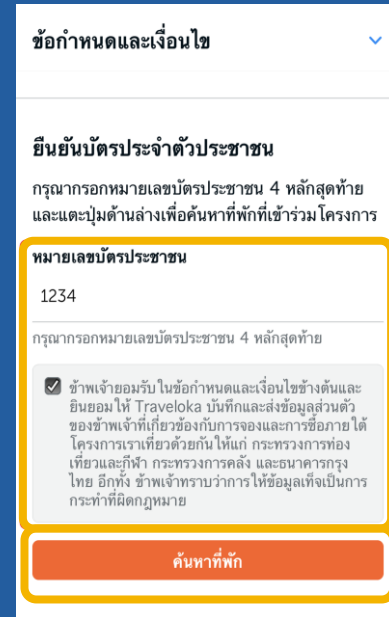 ข้อกำหนดและเงื่อนไข
ยืนยันบัตรประจำตัวประชาชน
กรุณากรอกหมายเลขบัตรประชาชน 4 หลักสุดท้าย
และแตะปุ่มด้านล่างเพื่อค้นหาที่พักที่เข้าร่วมโครงการ
หมายเลขบัตรประชาชน
1234
กรุณากรอกหมายเลขบัตรประชาชน 4 หลักสุดท้าย
ข้าพเจ้ายอมรับในข้อกำหนดและเงื่อนไขข้างต้นและ
ยินยอมให้ Traveloka บันทึกและส่งข้อมูลส่วนตัว
ของข้าพเจ้าที่เกี่ยวข้องกับการจองและการซื้อภายใต้
โครงการเราเที่ยวด้วยกันให้แก่ กระทรวงการท่อง
เที่ยวและกีฬา กระทรวงการคลัง และธนาคารกรุง
ไทย อีกทั้ง ข้าพเจ้าทราบว่าการให้ข้อมูลเท็จเป็นการ
กระทำที่ผิดกฎหมาย
ค้นหาที่พัก